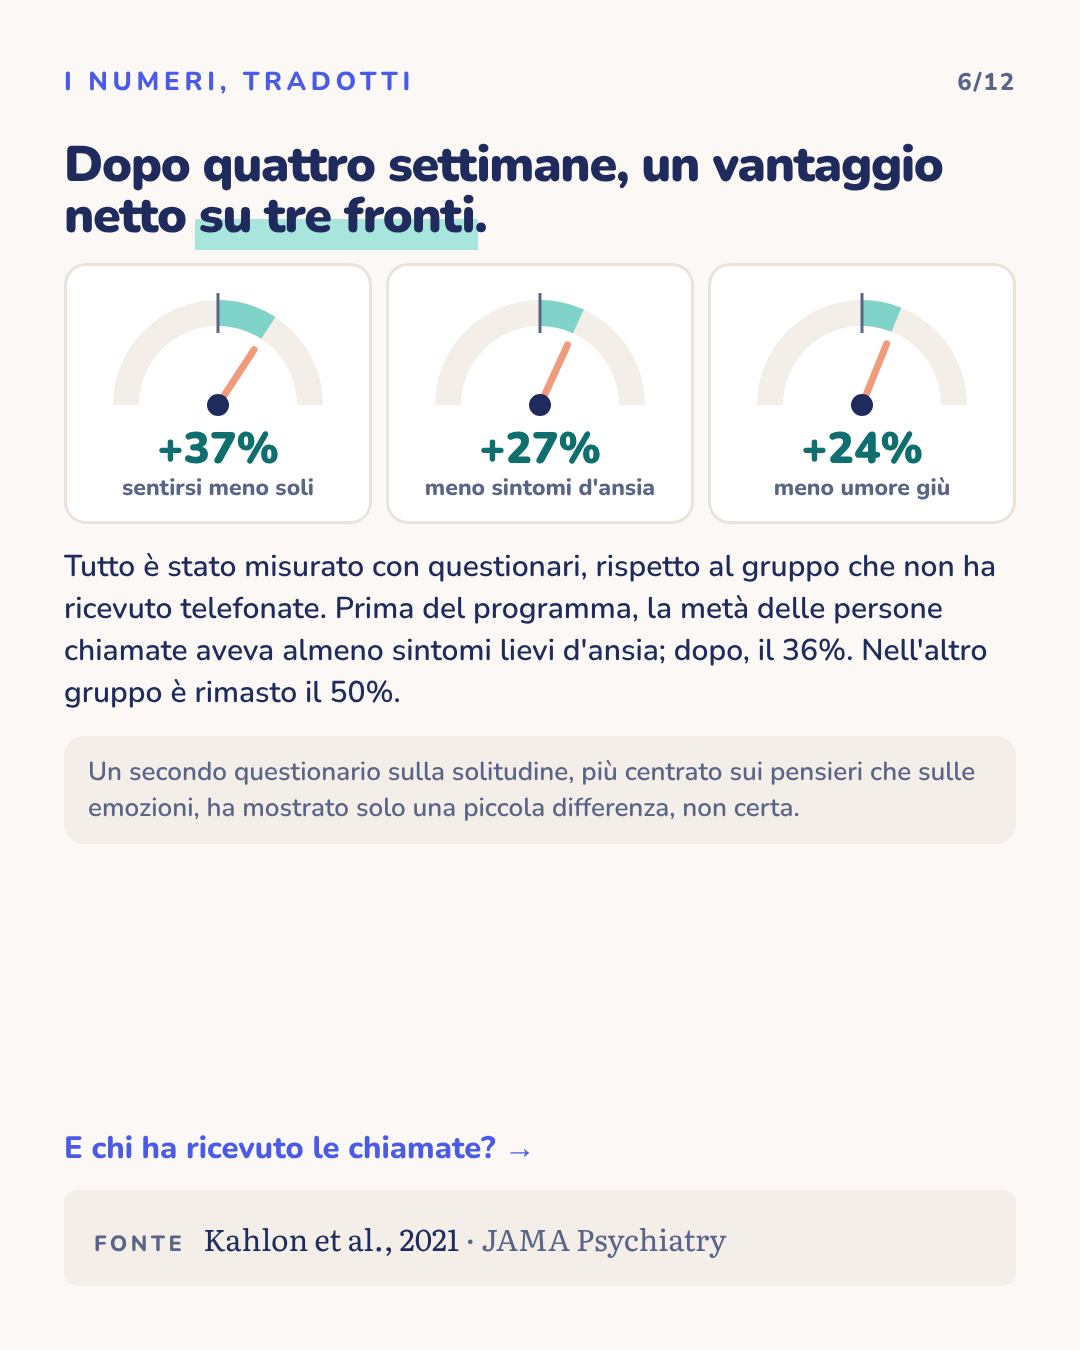 I NUMERI, TRADOTTI
6/12
Dopo quattro settimane, un vantaggio
netto su tre fronti.
+37%
sentirsi meno soli
+27%
meno sintomi d'ansia
+24%
meno umore giù
Tutto è stato misurato con questionari, rispetto al gruppo che non ha
ricevuto telefonate. Prima del programma, la metà delle persone
chiamate aveva almeno sintomi lievi d'ansia; dopo, il 36%. Nell'altro
gruppo è rimasto il 50%.
Un secondo questionario sulla solitudine, più centrato sui pensieri che sulle
emozioni, ha mostrato solo una piccola differenza, non certa.
E chi ha ricevuto le chiamate? →
FONTE Kahlon et al., 2021 · JAMA Psychiatry